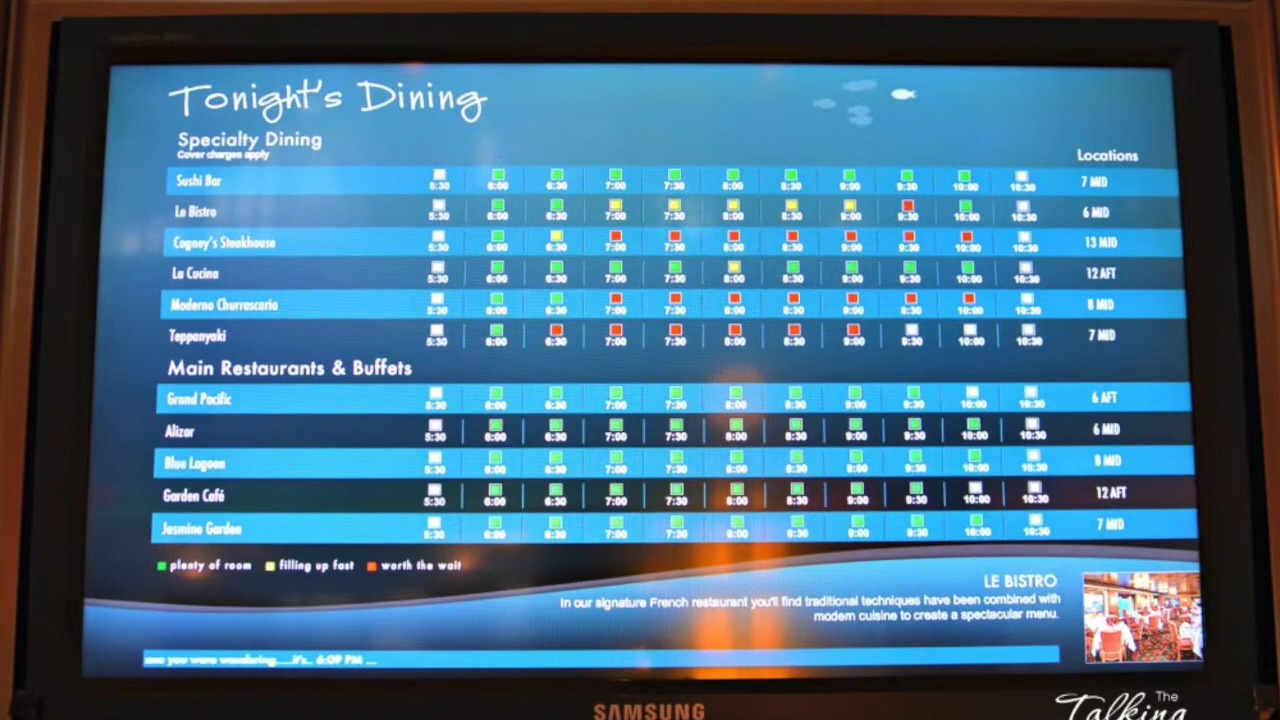 Tonight's Dining
Specialty Dining
Cover charges apply
Locations
Sushi Bar 5:30 6:00 6:30 7:00 7:30 8:00 8:30 9:00 9:30 10:00 10:30 7 MID
Le Bistro 5:30 6:00 6:30 7:00 7:30 8:00 8:30 9:00 9:30 10:00 10:30 6 MID
Cagney's Steakhouse 5:30 6:00 6:30 7:00 7:30 8:00 8:30 9:00 9:30 10:00 10:30 13 MID
La Cucina 5:30 6:00 6:30 7:00 7:30 8:00 8:30 9:00 9:30 10:00 10:30 12 AFT
Moderno Churrascaria 5:30 6:00 6:30 7:00 7:30 8:00 8:30 9:00 9:30 10:00 10:30 8 MID
Teppanyaki 5:30 6:00 6:30 7:00 7:30 8:00 8:30 9:00 9:30 10:00 10:30 7 MID
Main Restaurants & Buffets
Grand Pacific 5:30 6:00 6:30 7:00 7:30 8:00 8:30 9:00 9:30 10:00 10:30 6 AFT
Alizar 5:30 6:00 6:30 7:00 7:30 8:00 8:30 9:00 9:30 10:00 10:30 6 MID
Blue Lagoon 5:30 6:00 6:30 7:00 7:30 8:00 8:30 9:00 9:30 10:00 10:30 8 MID
Garden Café 5:30 6:00 6:30 7:00 7:30 8:00 8:30 9:00 9:30 10:00 10:30 12 AFT
Jasmine Garden 5:30 6:00 6:30 7:00 7:30 8:00 8:30 9:00 9:30 10:00 10:30 7 MID
plenty of room filling up fast worth the wait
LE BISTRO
In our signature French restaurant you'll find traditional techniques have been combined with
modern cuisine to create a spectacular menu.
you were wondering.....it's.. 6:09 PM ...
SAMSUNG
The
Talking